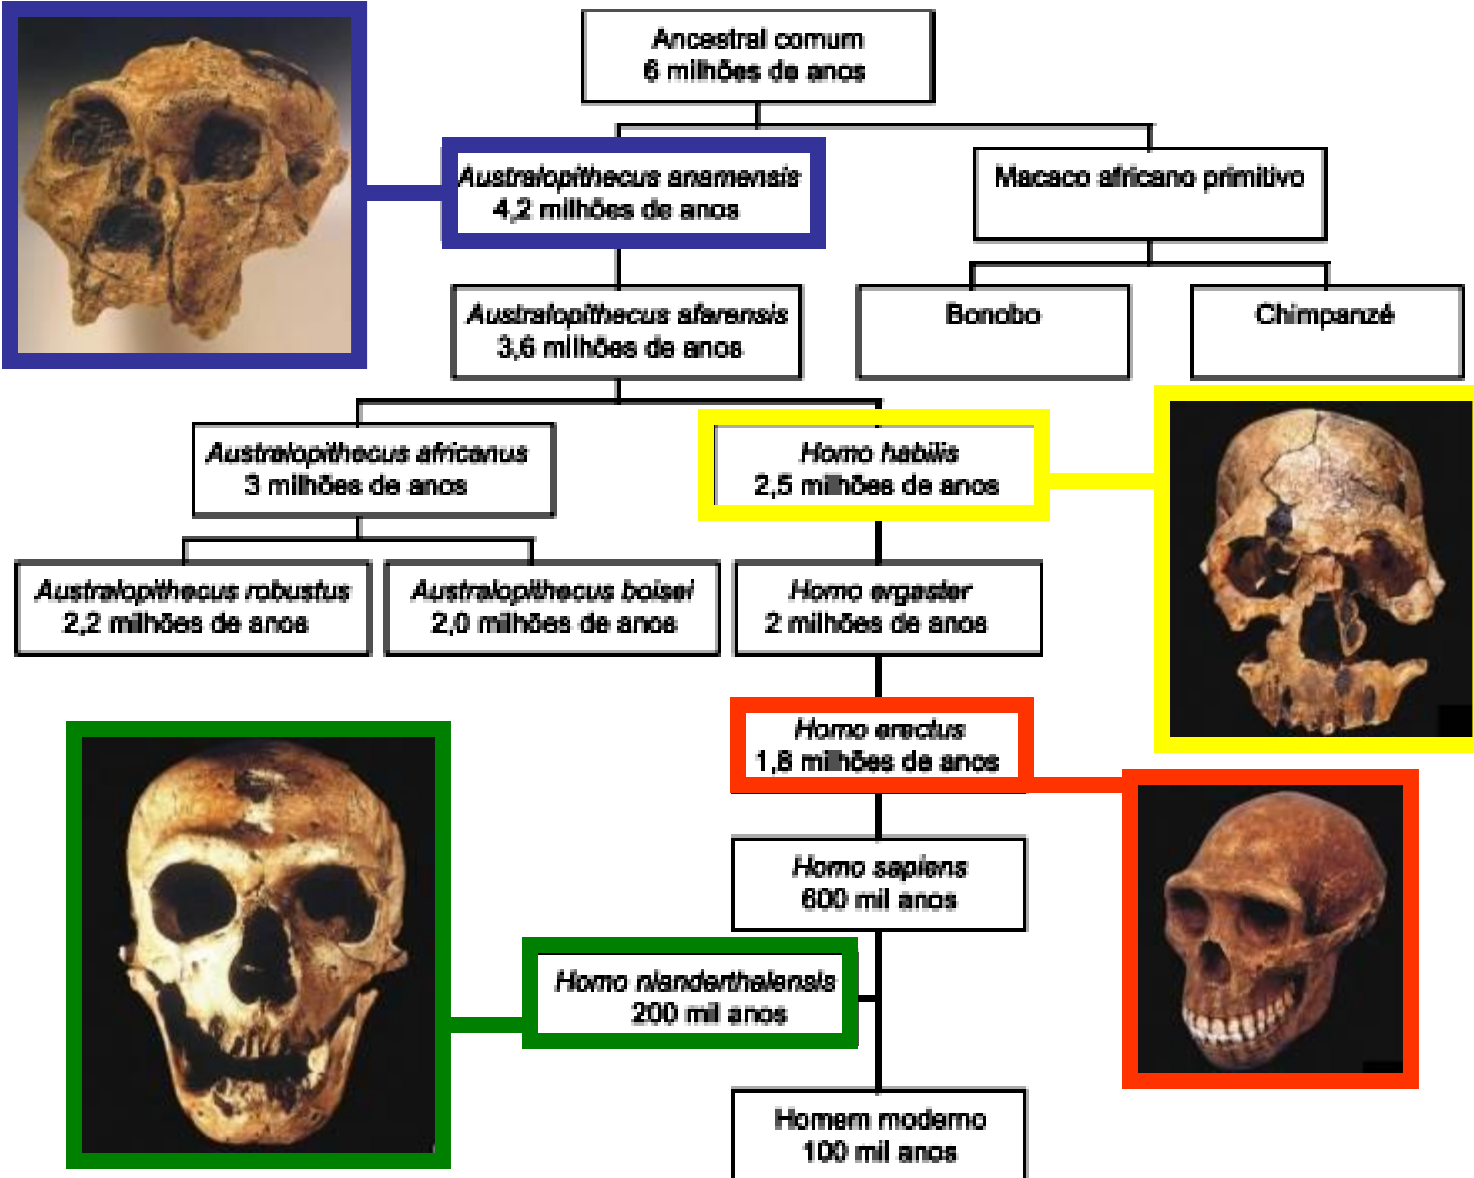 Ancestral comum
6 milhões de anos
Australopithecus anamensis
4,2 milhões de anos
Macaco africano primitivo
Australopithecus afarensis
3,6 milhões de anos
Bonobo
Chimpanzé
Australopithecus africanus
3 milhões de anos
Homo habilis
2,5 milhões de anos
Australopithecus robustus
2,2 milhões de anos
Australopithecus boisei
2,0 milhões de anos
Homo ergaster
2 milhões de anos
Homo erectus
1,8 milhões de anos
Homo sapiens
600 mil anos
Homo nianderthalensis
200 mil anos
Homem moderno
100 mil anos